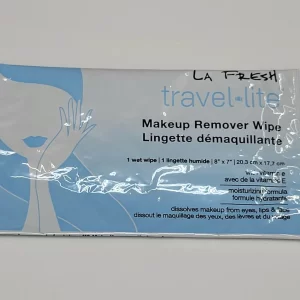 LA FRESH
travel•lite
Makeup Remover Wipe
Lingette démaquillante
1 wet wipe | 1 lingette humide | 8" x 7" | 20.3 cm x 17.7 cm
avec de la vitamine E
moisturizing formula
formule hydratante
dissolves makeup from eyes, lips & face
dissout le maquillage des yeux, des lèvres et du visage